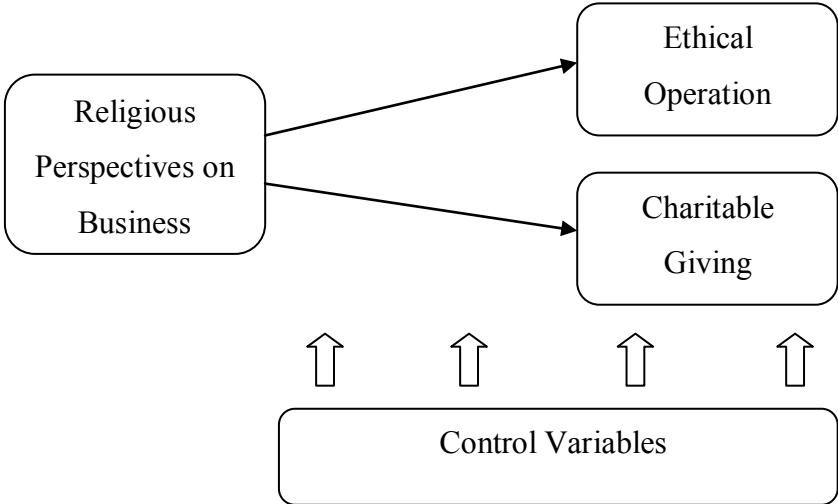 Religious
Perspectives on
Business
Ethical
Operation
Charitable
Giving
Control Variables